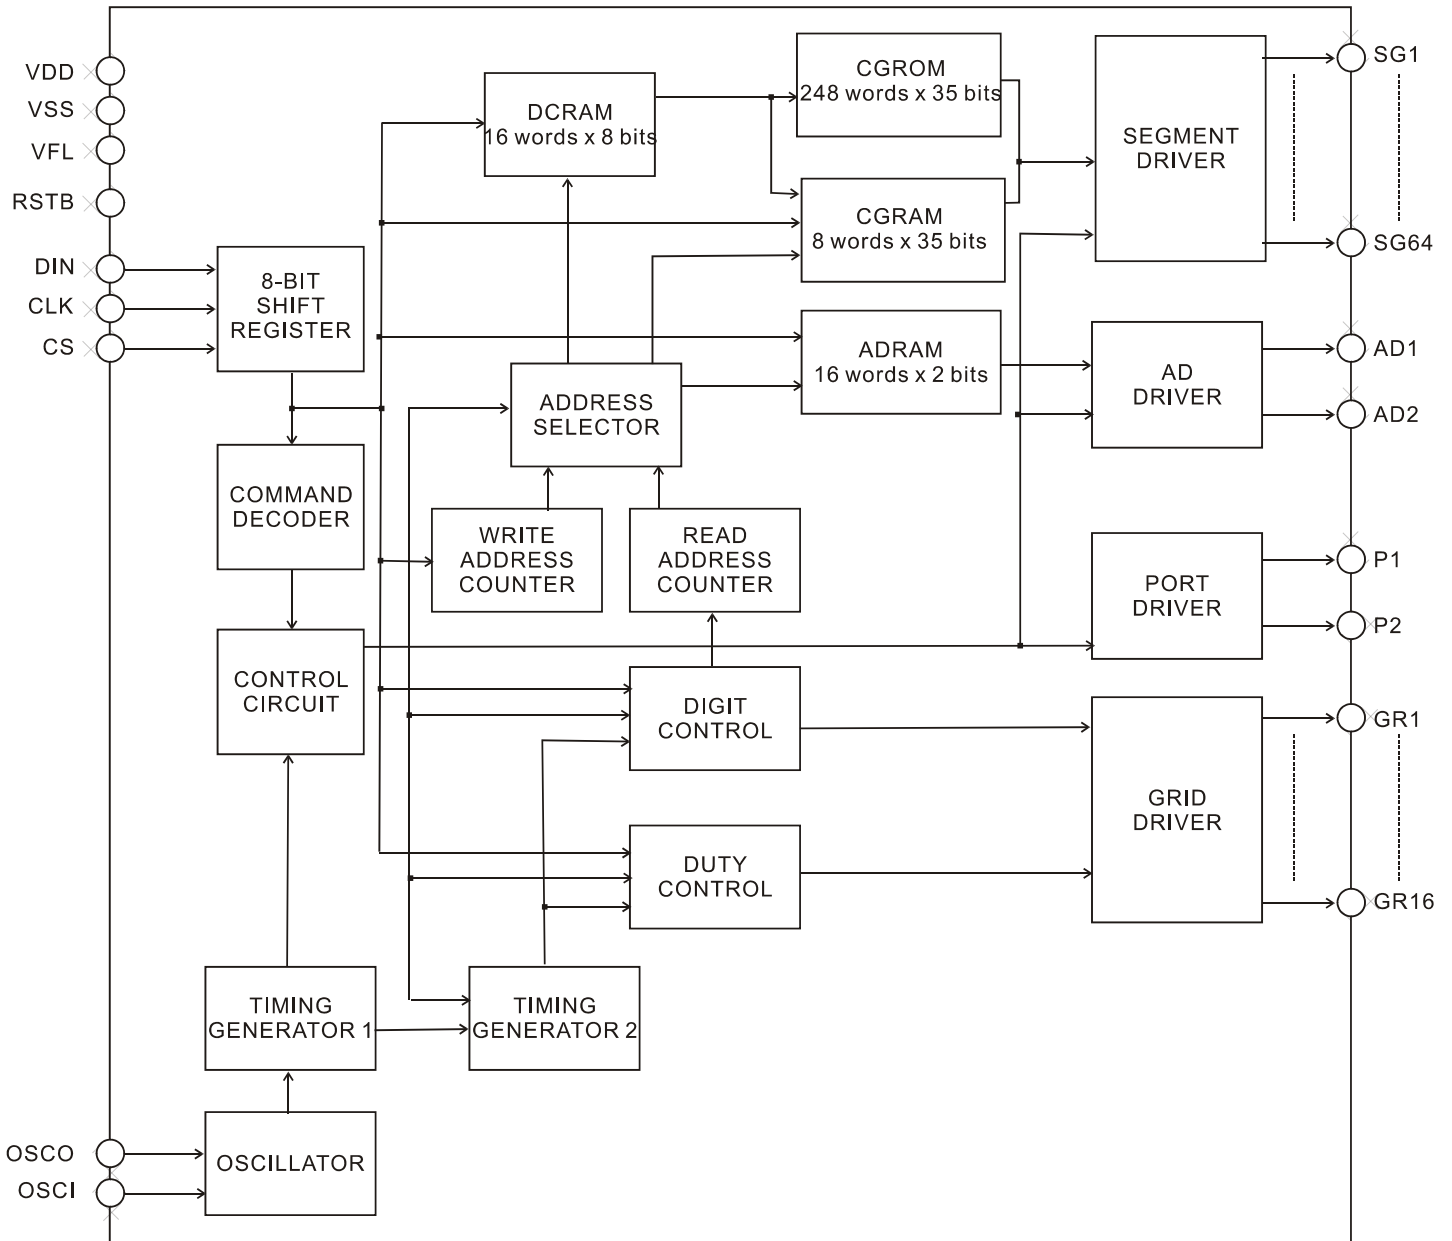 VDD
VSS
VFL
RSTB
DIN
CLK
CS
8-BIT
SHIFT
REGISTER
COMMAND
DECODER
CONTROL
CIRCUIT
TIMING
GENERATOR 1
OSCO
OSCI
OSCILLATOR
DCRAM
16 words x 8 bits
ADDRESS
SELECTOR
WRITE
ADDRESS
COUNTER
READ
ADDRESS
COUNTER
DIGIT
CONTROL
DUTY
CONTROL
TIMING
GENERATOR 2
CGROM
248 words x 35 bits
CGRAM
8 words x 35 bits
ADRAM
16 words x 2 bits
SEGMENT
DRIVER
AD
DRIVER
PORT
DRIVER
GRID
DRIVER
SG1
SG64
AD1
AD2
P1
P2
GR1
GR16